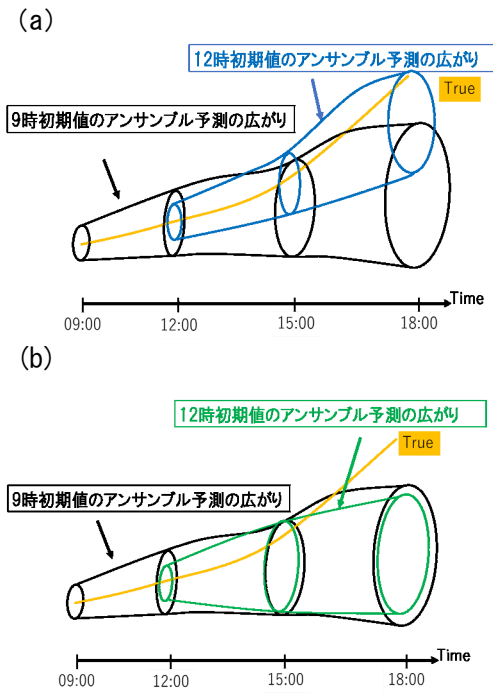 (a)
12時初期値のアンサンブル予測の広がり
True
9時初期値のアンサンブル予測の広がり
Time
09:00 12:00 15:00 18:00
(b)
12時初期値のアンサンブル予測の広がり
True
9時初期値のアンサンブル予測の広がり
Time
09:00 12:00 15:00 18:00